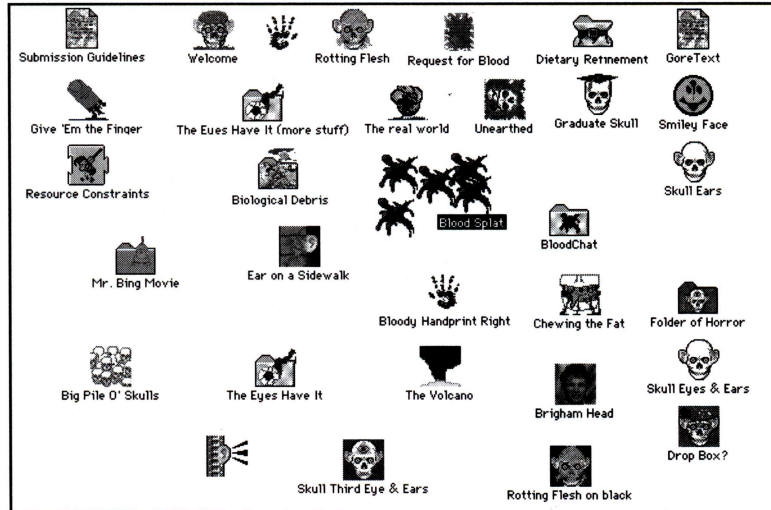 Submission Guidelines
Welcome
Rotting Flesh
Request for Blood
Dietary Retinement
GoreText
Give 'Em the Finger
The Eues Have It (more stuff)
The real world
Unearthed
Graduate Skull
Smiley Face
Resource Constraints
Biological Debris
Blood Splat
BloodChat
Skull Ears
Mr. Bing Movie
Ear on a Sidewalk
Bloody Handprint Right
Chewing the Fat
Folder of Horror
Big Pile O' Skulls
The Eyes Have It
The Volcano
Brigham Head
Skull Eyes & Ears
Drop Box?
Skull Third Eye & Ears
Rotting Flesh on black